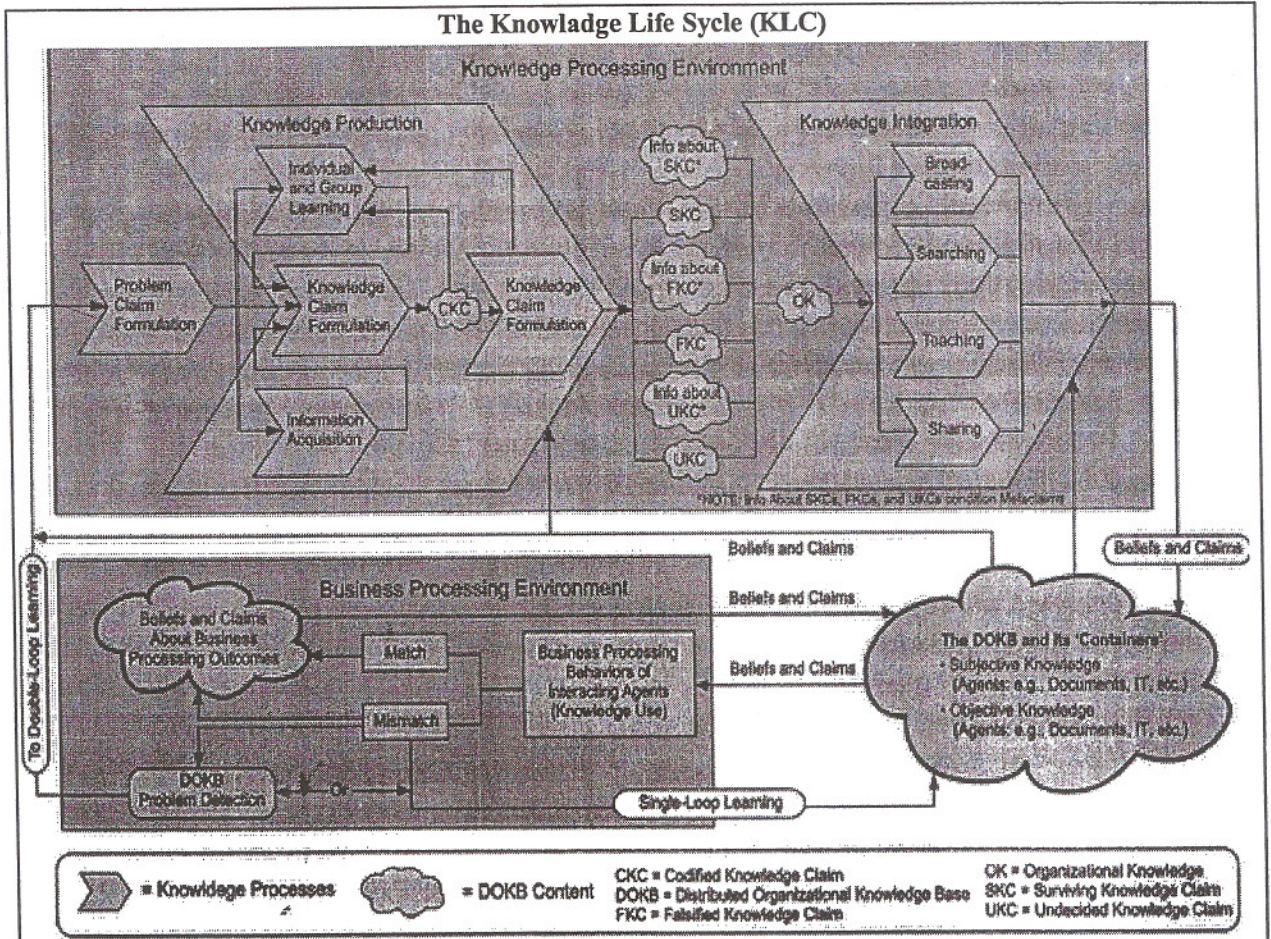 The Knowladge Life Sycle (KLC)
Knowledge Processing Environment
Knowledge Production
Individual
and Group
Learning
Problem
Claim
Formulation
Knowledge
Claim
Formulation
CKC
Knowledge
Claim
Formulation
Information
Acquisition
Info about
SKC*
SKC
Info about
FKC*
FKC
Info about
UKC*
UKC
OK
Knowledge Integration
Broad-
casting
Searching
Teaching
Sharing
*NOTE: Info About SKCs, FKCs, and UKCs condition Metaclaims
Beliefs and Claims
Beliefs and Claims
To Double-Loop Learning
Business Processing Environment
Beliefs and Claims
About Business
Processing Outcomes
Match
Mismatch
Business Processing
Behaviors of
Interacting Agents
(Knowledge Use)
Beliefs and Claims
Beliefs and Claims
DOKB
Problem Detection
Or
Single-Loop Learning
The DOKB and its 'Containers'
• Subjective Knowledge
(Agents: e.g., Documents, IT, etc.)
• Objective Knowledge
(Agents: e.g., Documents, IT, etc.)
= Knowldege Processes
= DOKB Content
CKC = Codified Knowledge Claim
DOKB = Distributed Organizational Knowledge Base
FKC = Falsified Knowledge Claim
OK = Organizational Knowledge
SKC = Surviving Knowledge Claim
UKC = Undecided Knowledge Claim